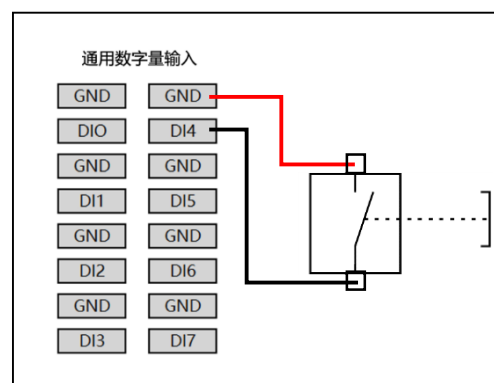 通用数字量输入
GND GND
DIO DI4
GND GND
DI1 DI5
GND GND
DI2 DI6
GND GND
DI3 DI7